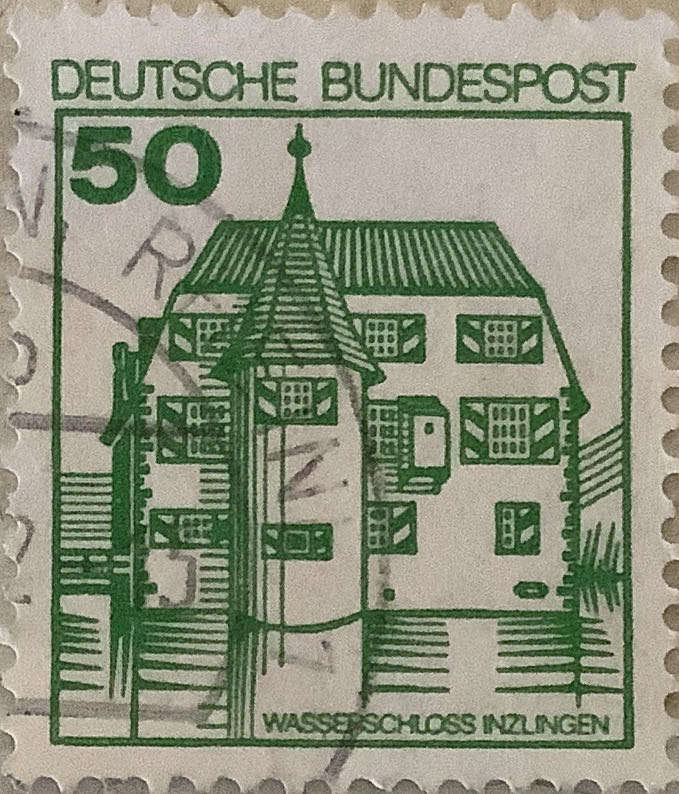 DEUTSCHE BUNDESPOST
50
WASSERSCHLOSS INZLINGEN